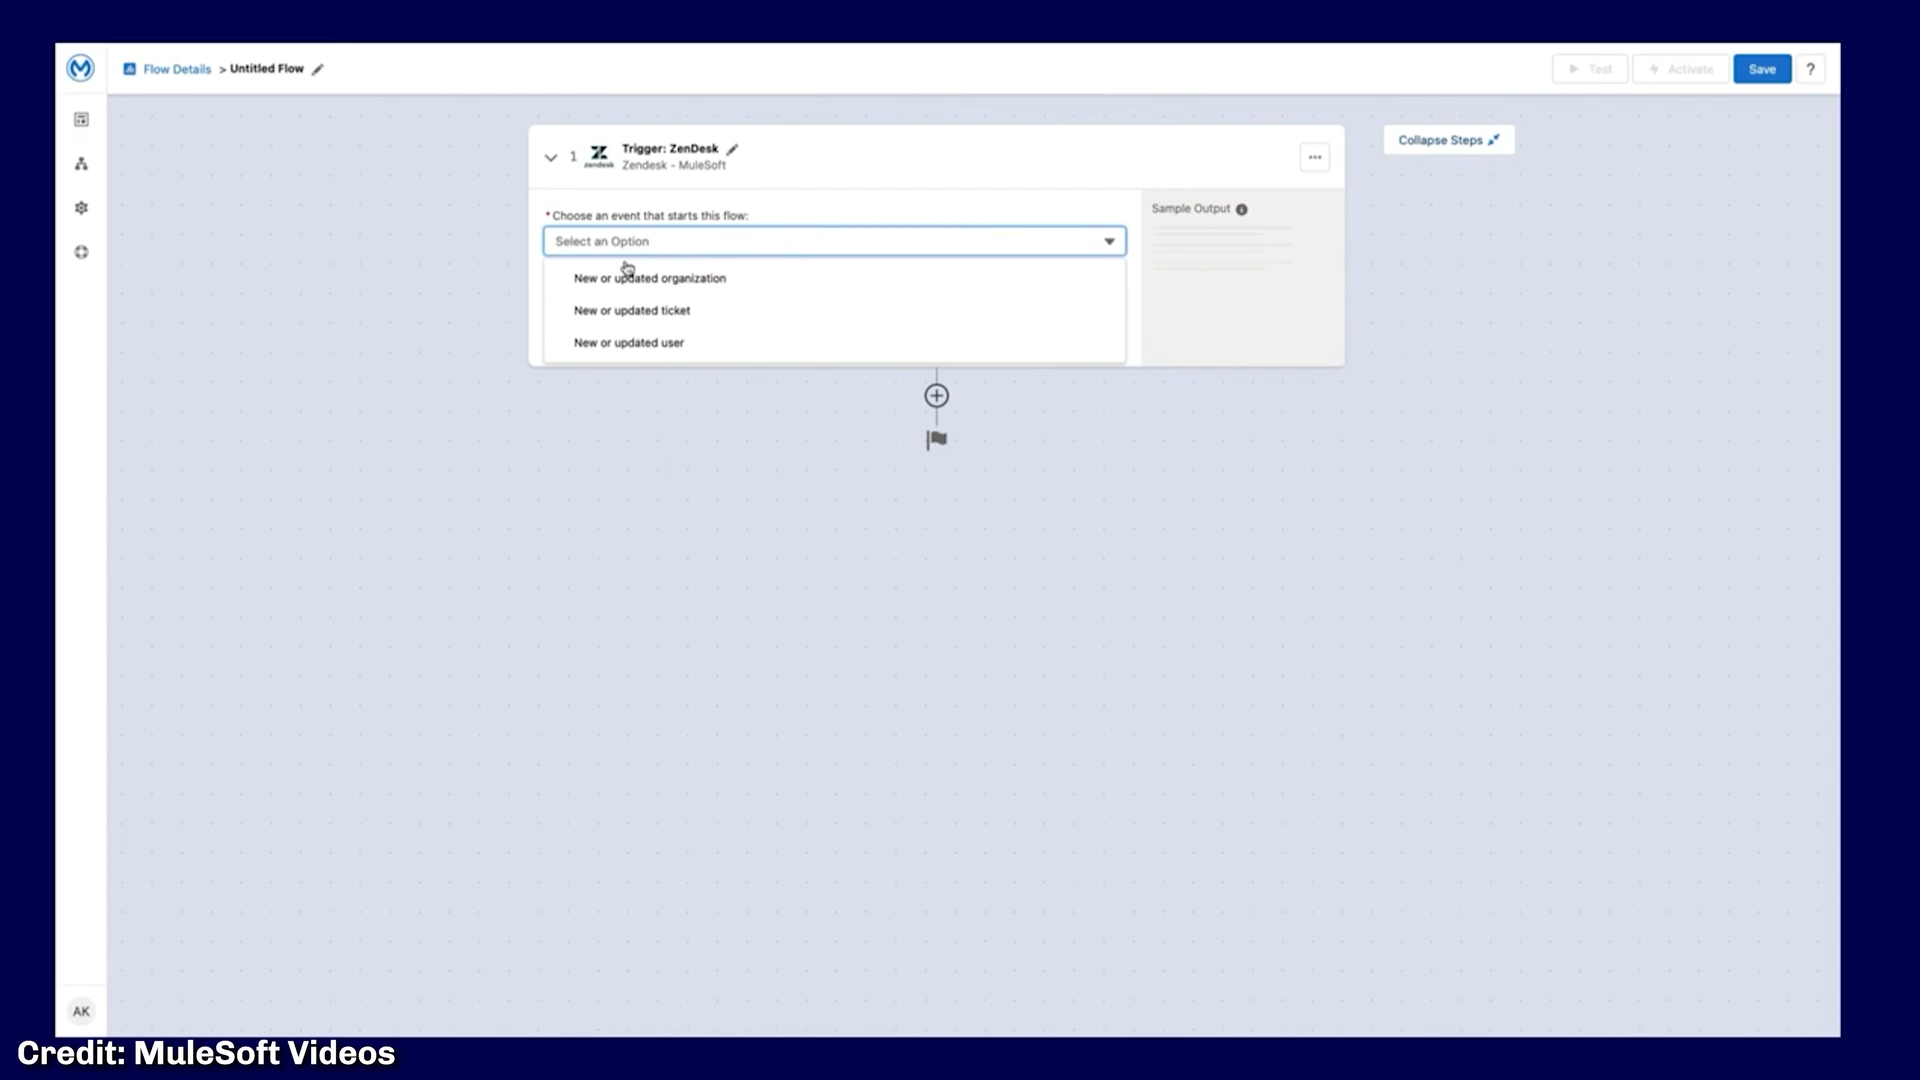 Flow Details > Untitled Flow
Test
Activate
Save
?
1
zendesk
Trigger: ZenDesk
Zendesk - MuleSoft
Collapse Steps
* Choose an event that starts this flow:
Select an Option
New or updated organization
New or updated ticket
New or updated user
Sample Output
AK
Credit: MuleSoft Videos